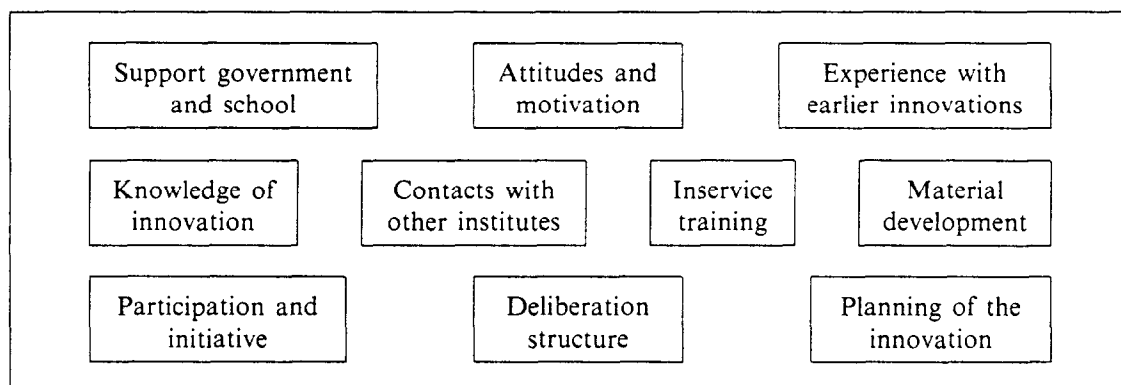 Support government
and school
Attitudes and
motivation
Experience with
earlier innovations
Knowledge of
innovation
Contacts with
other institutes
Inservice
training
Material
development
Participation and
initiative
Deliberation
structure
Planning of the
innovation